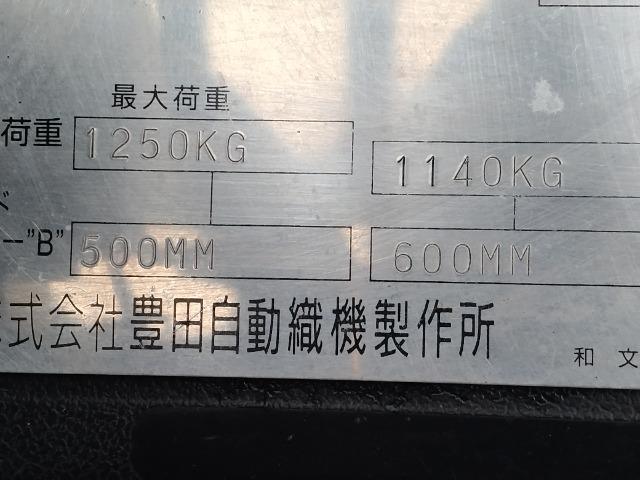 最大荷重
荷重 1250KG 1140KG
ー"B" 500MM 600MM
式会社豊田自動織機製作所
和文